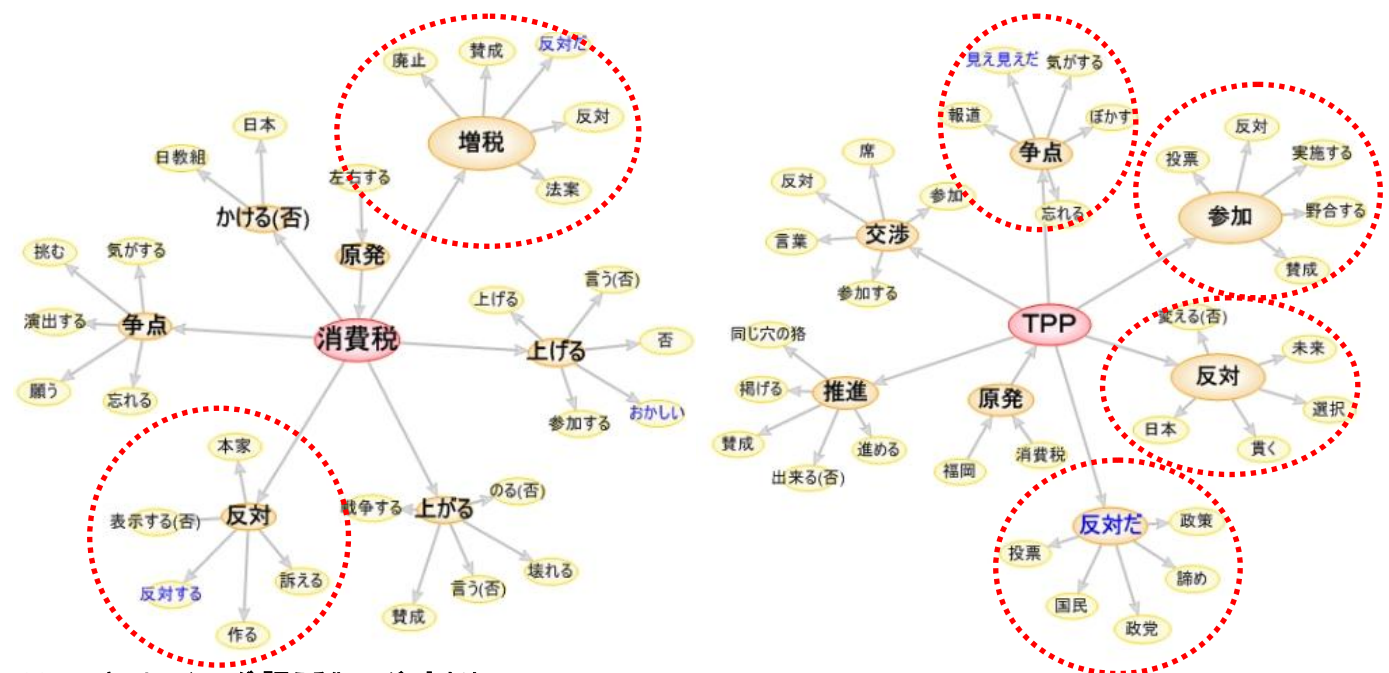 廃止
賛成
反対だ
増税
反対
法案
日本
日教組
かける(否)
左右する
原発
挑む
気がする
演出する
争点
願う
忘れる
消費税
上げる
言う(否)
否
上げる
参加する
おかしい
本家
表示する(否)
反対
反対する
訴える
作る
戦争する
上がる
のる(否)
壊れる
言う(否)
賛成
見え見えだ
気がする
報道
ぼかす
争点
忘れる
席
反対
参加
言葉
交渉
参加する
反対
投票
実施する
参加
野合する
賛成
TPP
変える(否)
未来
反対
選択
日本
貫く
同じ穴の狢
掲げる
推進
賛成
進める
出来る(否)
原発
福岡
消費税
反対だ
政策
投票
諦め
国民
政党